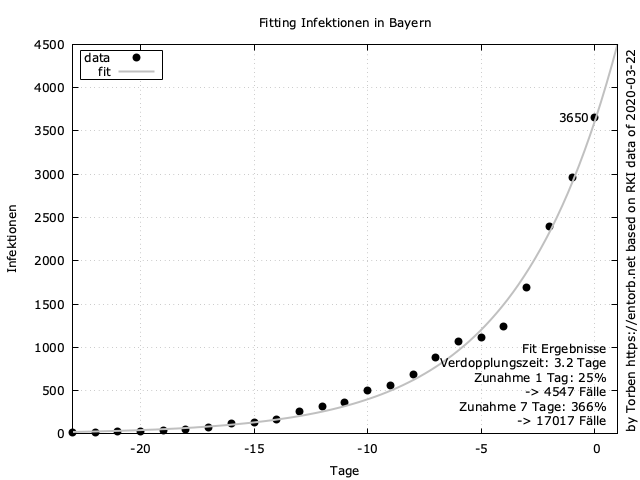 Fitting Infektionen in Bayern
4500
4000
3500
3000
2500
2000
1500
1000
500
0
Infektionen
data
fit
3650
Fit Ergebnisse
Verdopplungszeit: 3.2 Tage
Zunahme 1 Tag: 25%
-> 4547 Fälle
Zunahme 7 Tage: 366%
-> 17017 Fälle
-20
-15
-10
-5
0
Tage
by Torben https://entorb.net based on RKI data of 2020-03-22